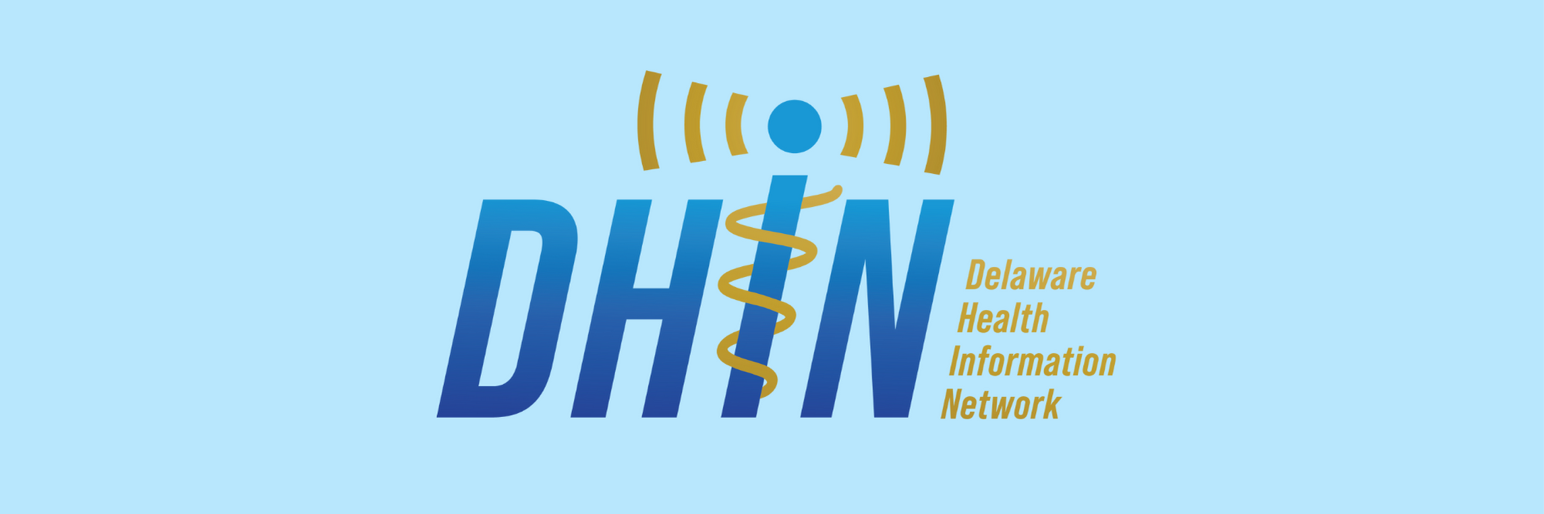 DHIN
Delaware
Health
Information
Network